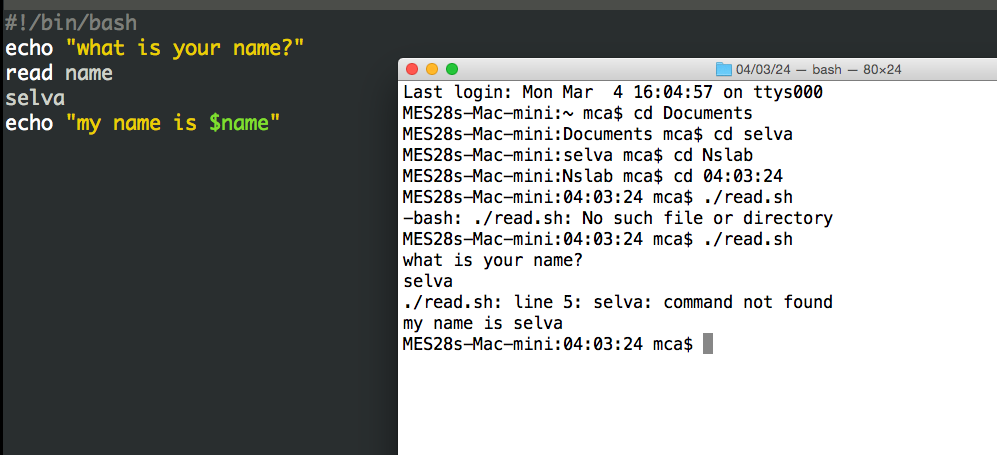 #!/bin/bash
echo "what is your name?"
read name
selva
echo "my name is $name"
04/03/24 — bash — 80×24
Last login: Mon Mar  4 16:04:57 on ttys000
MES28s-Mac-mini:~ mca$ cd Documents
MES28s-Mac-mini:Documents mca$ cd selva
MES28s-Mac-mini:selva mca$ cd Nslab
MES28s-Mac-mini:Nslab mca$ cd 04:03:24
MES28s-Mac-mini:04:03:24 mca$ ./read.sh
-bash: ./read.sh: No such file or directory
MES28s-Mac-mini:04:03:24 mca$ ./read.sh
what is your name?
selva
./read.sh: line 5: selva: command not found
my name is selva
MES28s-Mac-mini:04:03:24 mca$